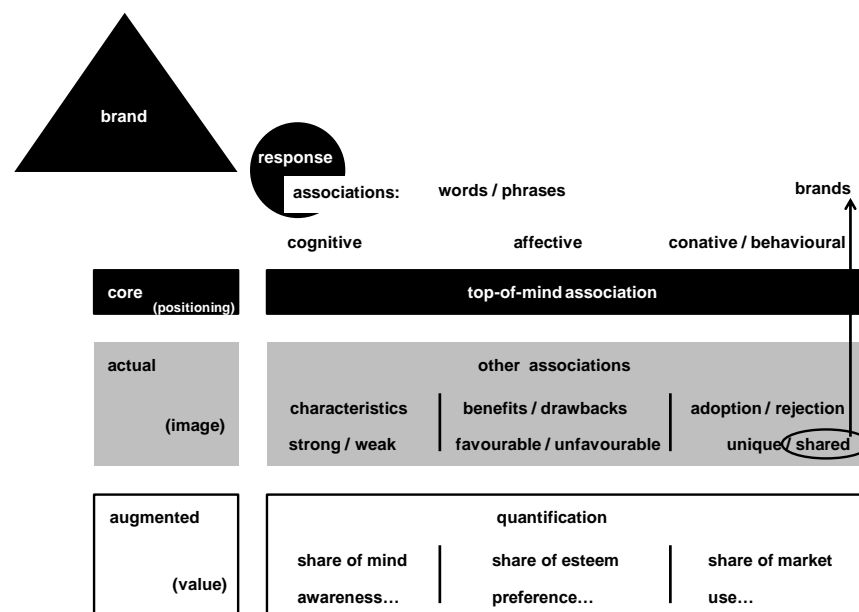 brand
response
associations: words / phrases brands
cognitive affective conative / behavioural
core top-of-mind association
(positioning)
actual other associations
characteristics benefits / drawbacks adoption / rejection
(image)
strong / weak favourable / unfavourable unique / shared
augmented quantification
share of mind share of esteem share of market
(value)
awareness... preference... use...